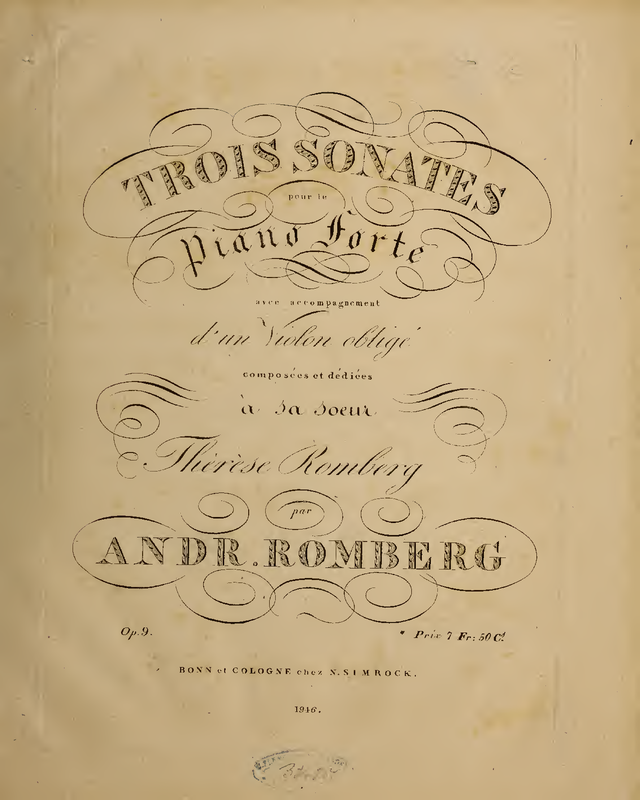 TROIS SONATES
pour le
Piano Forte
avec accompagnement
d'un Violon obligé
composées et dédiées
à sa soeur
Thérèse Romberg
par
ANDR. ROMBERG
Op. 9.
Prix 7 Fr: 50 Cs
BONN et COLOGNE chez N. SIMROCK.
1946.